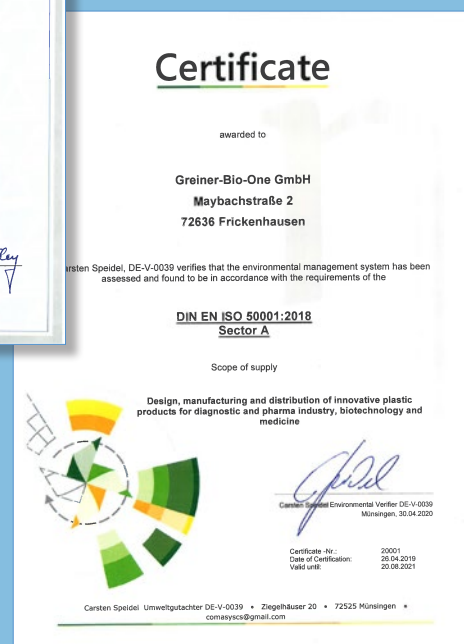 Certificate
awarded to
Greiner-Bio-One GmbH
Maybachstraße 2
72636 Frickenhausen
rsten Speidel, DE-V-0039 verifies that the environmental management system has been
assessed and found to be in accordance with the requirements of the
DIN EN ISO 50001:2018
Sector A
Scope of supply
Design, manufacturing and distribution of innovative plastic
products for diagnostic and pharma industry, biotechnology and
medicine
Carsten Speidel Environmental Verifier DE-V-0039
Münsingen, 30.04.2020
Certificate -Nr.: 20001
Date of Certification: 26.04.2019
Valid until: 20.08.2021
Carsten Speidel Umweltgutachter DE-V-0039 • Ziegelhäuser 20 • 72525 Münsingen •
comasyscs@gmail.com